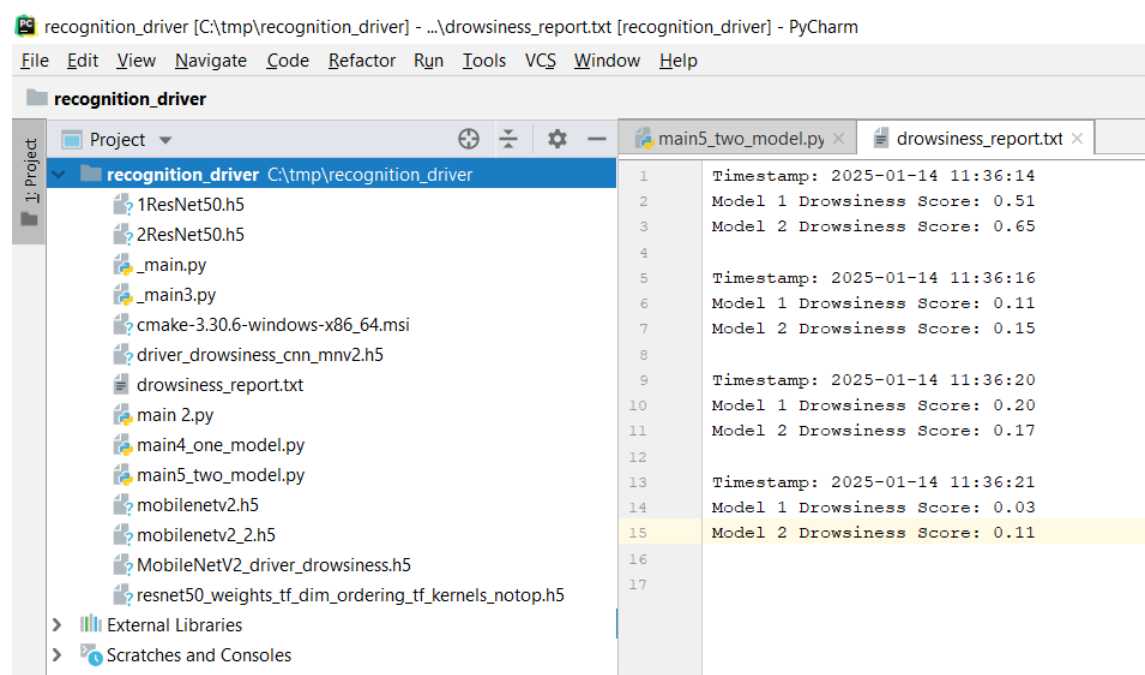 recognition_driver [C:\tmp\recognition_driver] - ...\drowsiness_report.txt [recognition_driver] - PyCharm
File Edit View Navigate Code Refactor Run Tools VCS Window Help
recognition_driver
1: Project
Project
recognition_driver C:\tmp\recognition_driver
1ResNet50.h5
2ResNet50.h5
_main.py
_main3.py
cmake-3.30.6-windows-x86_64.msi
driver_drowsiness_cnn_mnv2.h5
drowsiness_report.txt
main 2.py
main4_one_model.py
main5_two_model.py
mobilenetv2.h5
mobilenetv2_2.h5
MobileNetV2_driver_drowsiness.h5
resnet50_weights_tf_dim_ordering_tf_kernels_notop.h5
External Libraries
Scratches and Consoles
main5_two_model.py drowsiness_report.txt
1 Timestamp: 2025-01-14 11:36:14
2 Model 1 Drowsiness Score: 0.51
3 Model 2 Drowsiness Score: 0.65
4
5 Timestamp: 2025-01-14 11:36:16
6 Model 1 Drowsiness Score: 0.11
7 Model 2 Drowsiness Score: 0.15
8
9 Timestamp: 2025-01-14 11:36:20
10 Model 1 Drowsiness Score: 0.20
11 Model 2 Drowsiness Score: 0.17
12
13 Timestamp: 2025-01-14 11:36:21
14 Model 1 Drowsiness Score: 0.03
15 Model 2 Drowsiness Score: 0.11
16
17